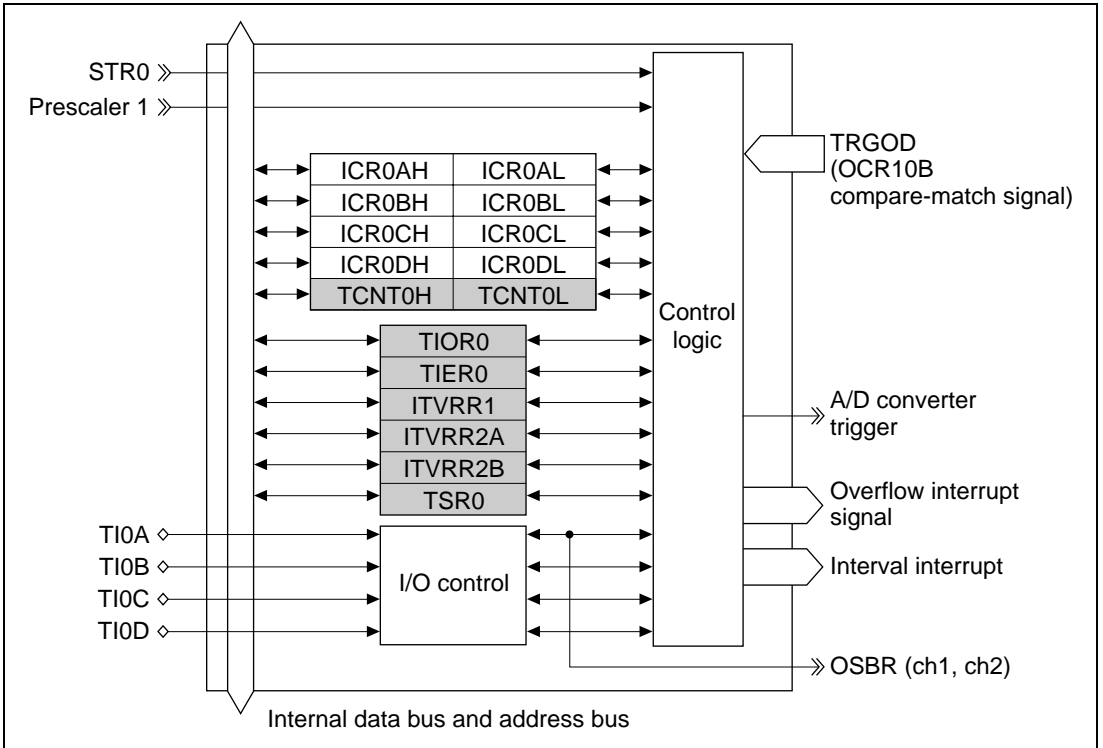 STR0
Prescaler 1
TRGOD
(OCR10B
compare-match signal)
ICR0AH ICR0AL
ICR0BH ICR0BL
ICR0CH ICR0CL
ICR0DH ICR0DL
TCNT0H TCNT0L
Control
logic
TIOR0
TIER0
ITVRR1
ITVRR2A
ITVRR2B
TSR0
A/D converter
trigger
Overflow interrupt
signal
Interval interrupt
TI0A
TI0B
TI0C
TI0D
I/O control
OSBR (ch1, ch2)
Internal data bus and address bus